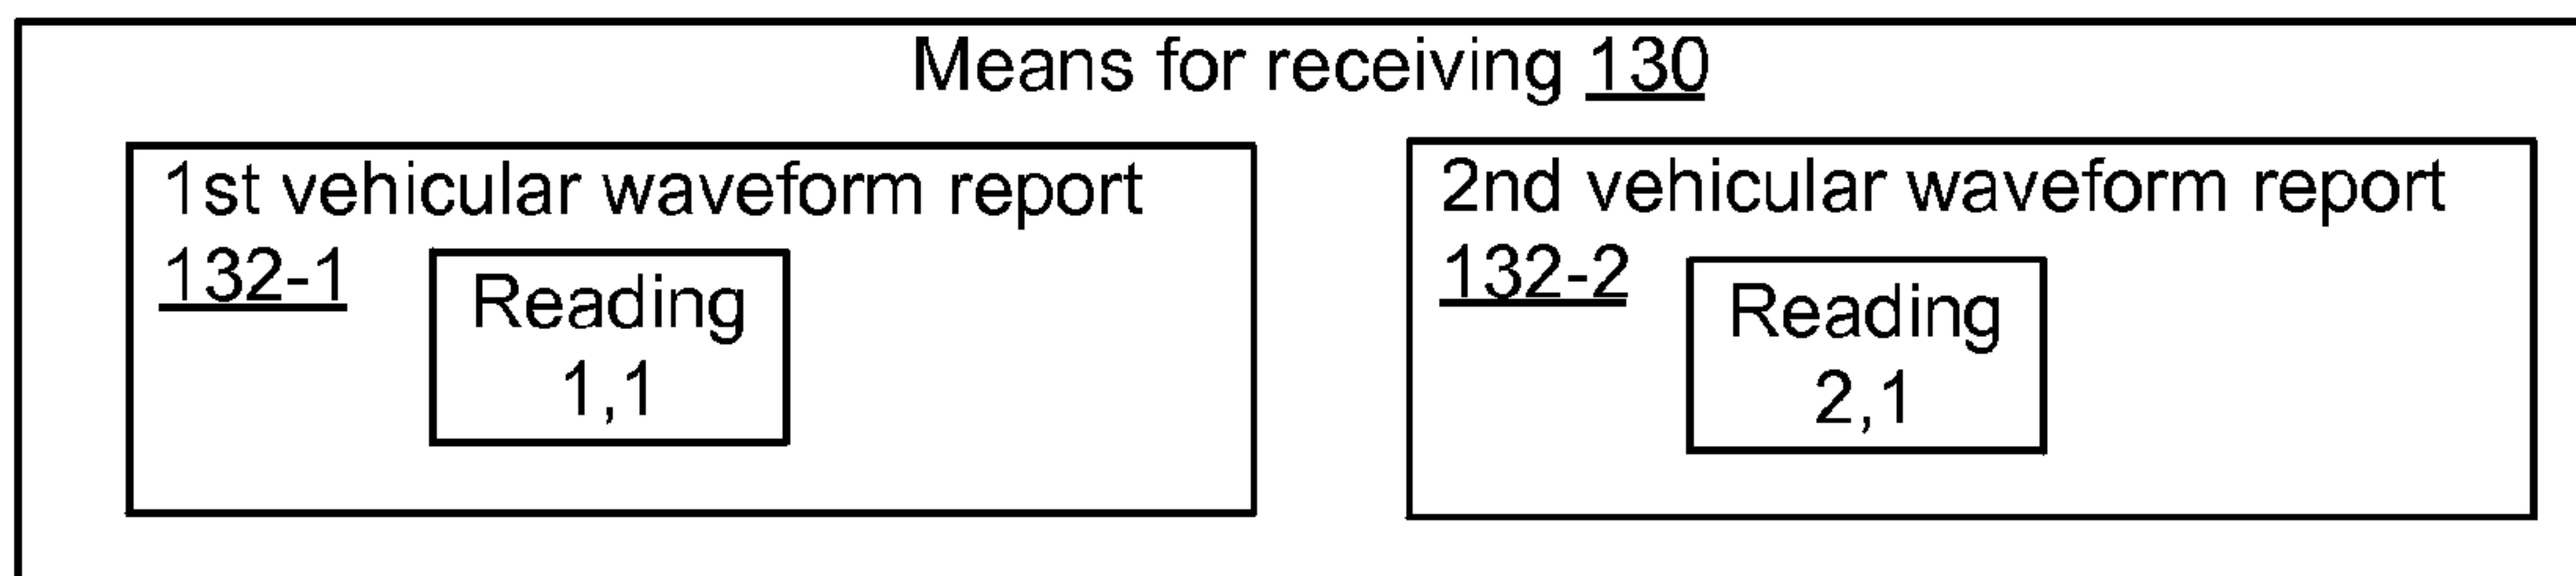 Means for receiving 130
1st vehicular waveform report
132-1
Reading
1,1
2nd vehicular waveform report
132-2
Reading
2,1